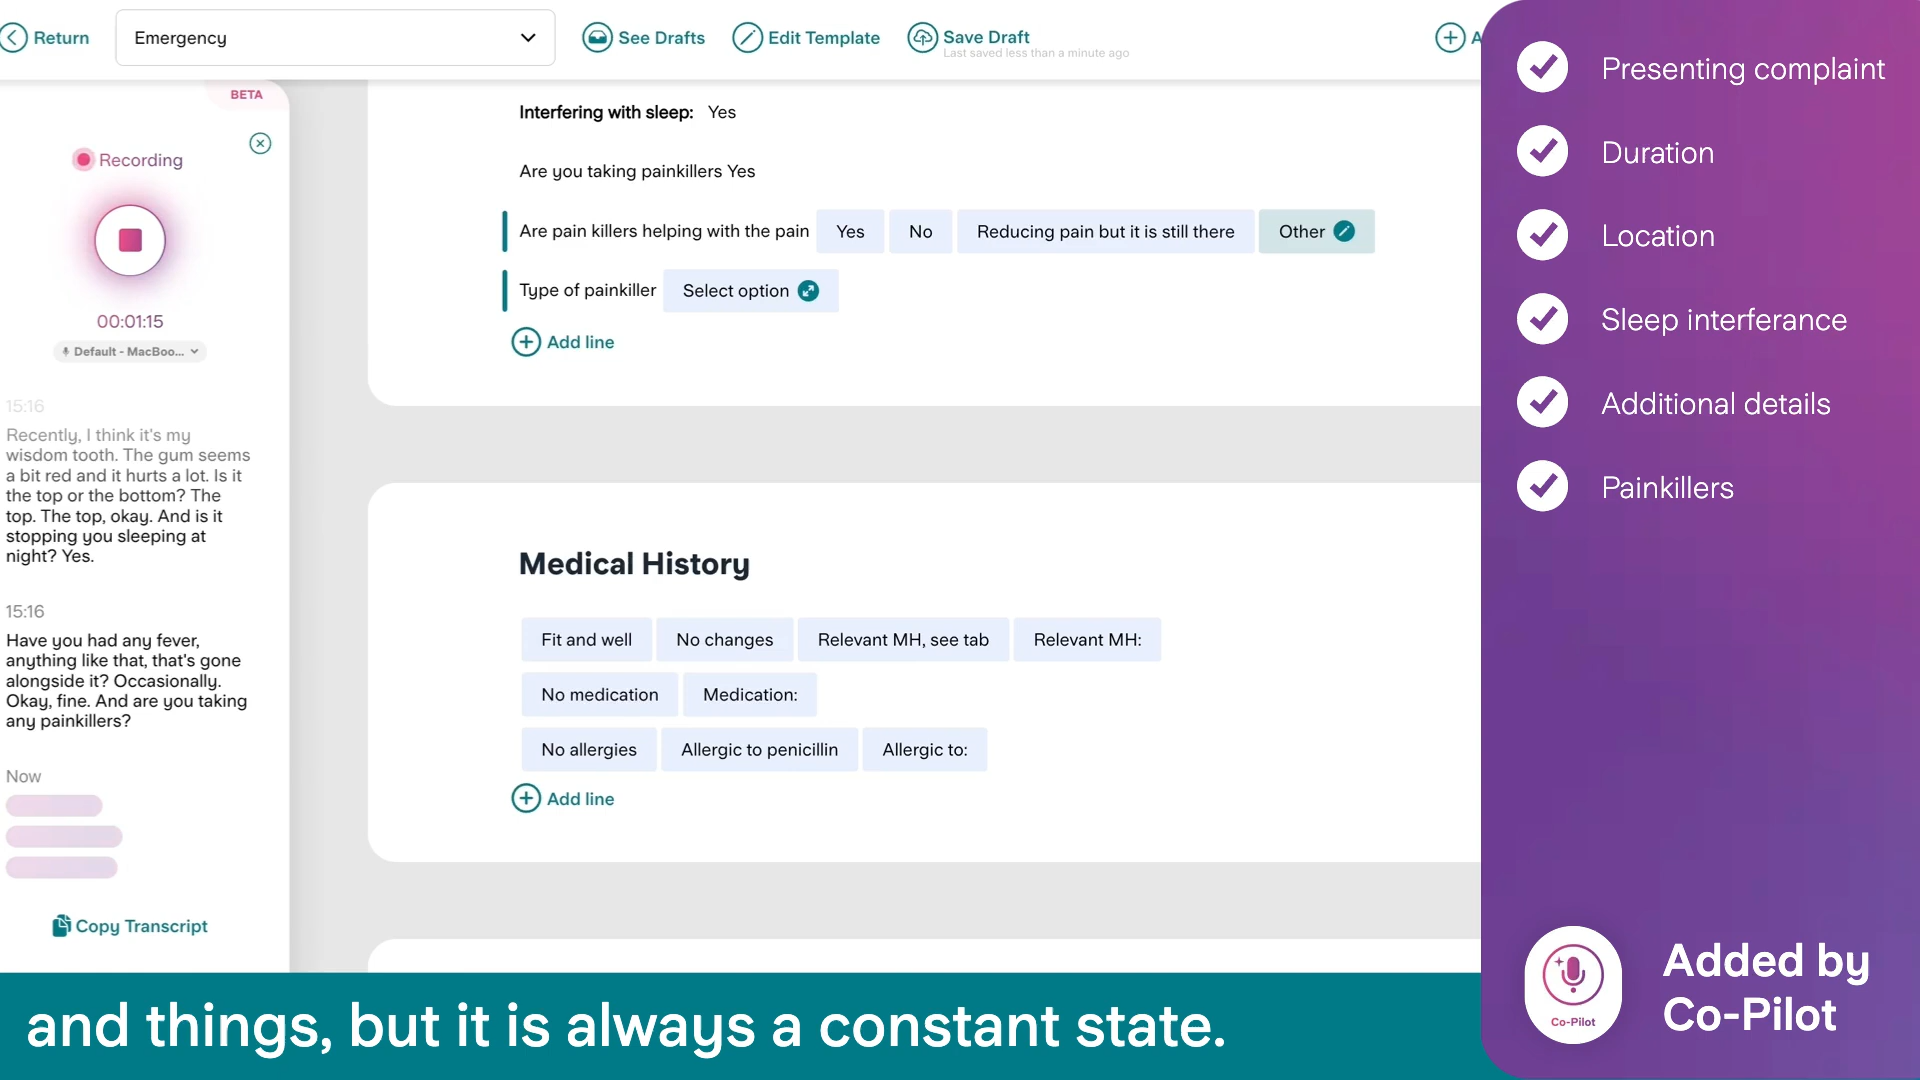 Return
Emergency
See Drafts
Edit Template
Save Draft
Last saved less than a minute ago
BETA
Recording
00:01:15
Default - MacBoo...
15:16
Recently, I think it's my
wisdom tooth. The gum seems
a bit red and it hurts a lot. Is it
the top or the bottom? The
top. The top, okay. And is it
stopping you sleeping at
night? Yes.
15:16
Have you had any fever,
anything like that, that's gone
alongside it? Occasionally.
Okay, fine. And are you taking
any painkillers?
Now
Copy Transcript
Interfering with sleep: Yes
Are you taking painkillers Yes
Are pain killers helping with the pain Yes No Reducing pain but it is still there Other
Type of painkiller Select option
Add line
Medical History
Fit and well No changes Relevant MH, see tab Relevant MH:
No medication Medication:
No allergies Allergic to penicillin Allergic to:
Add line
Presenting complaint
Duration
Location
Sleep interferance
Additional details
Painkillers
Co-Pilot
Added by
Co-Pilot
and things, but it is always a constant state.